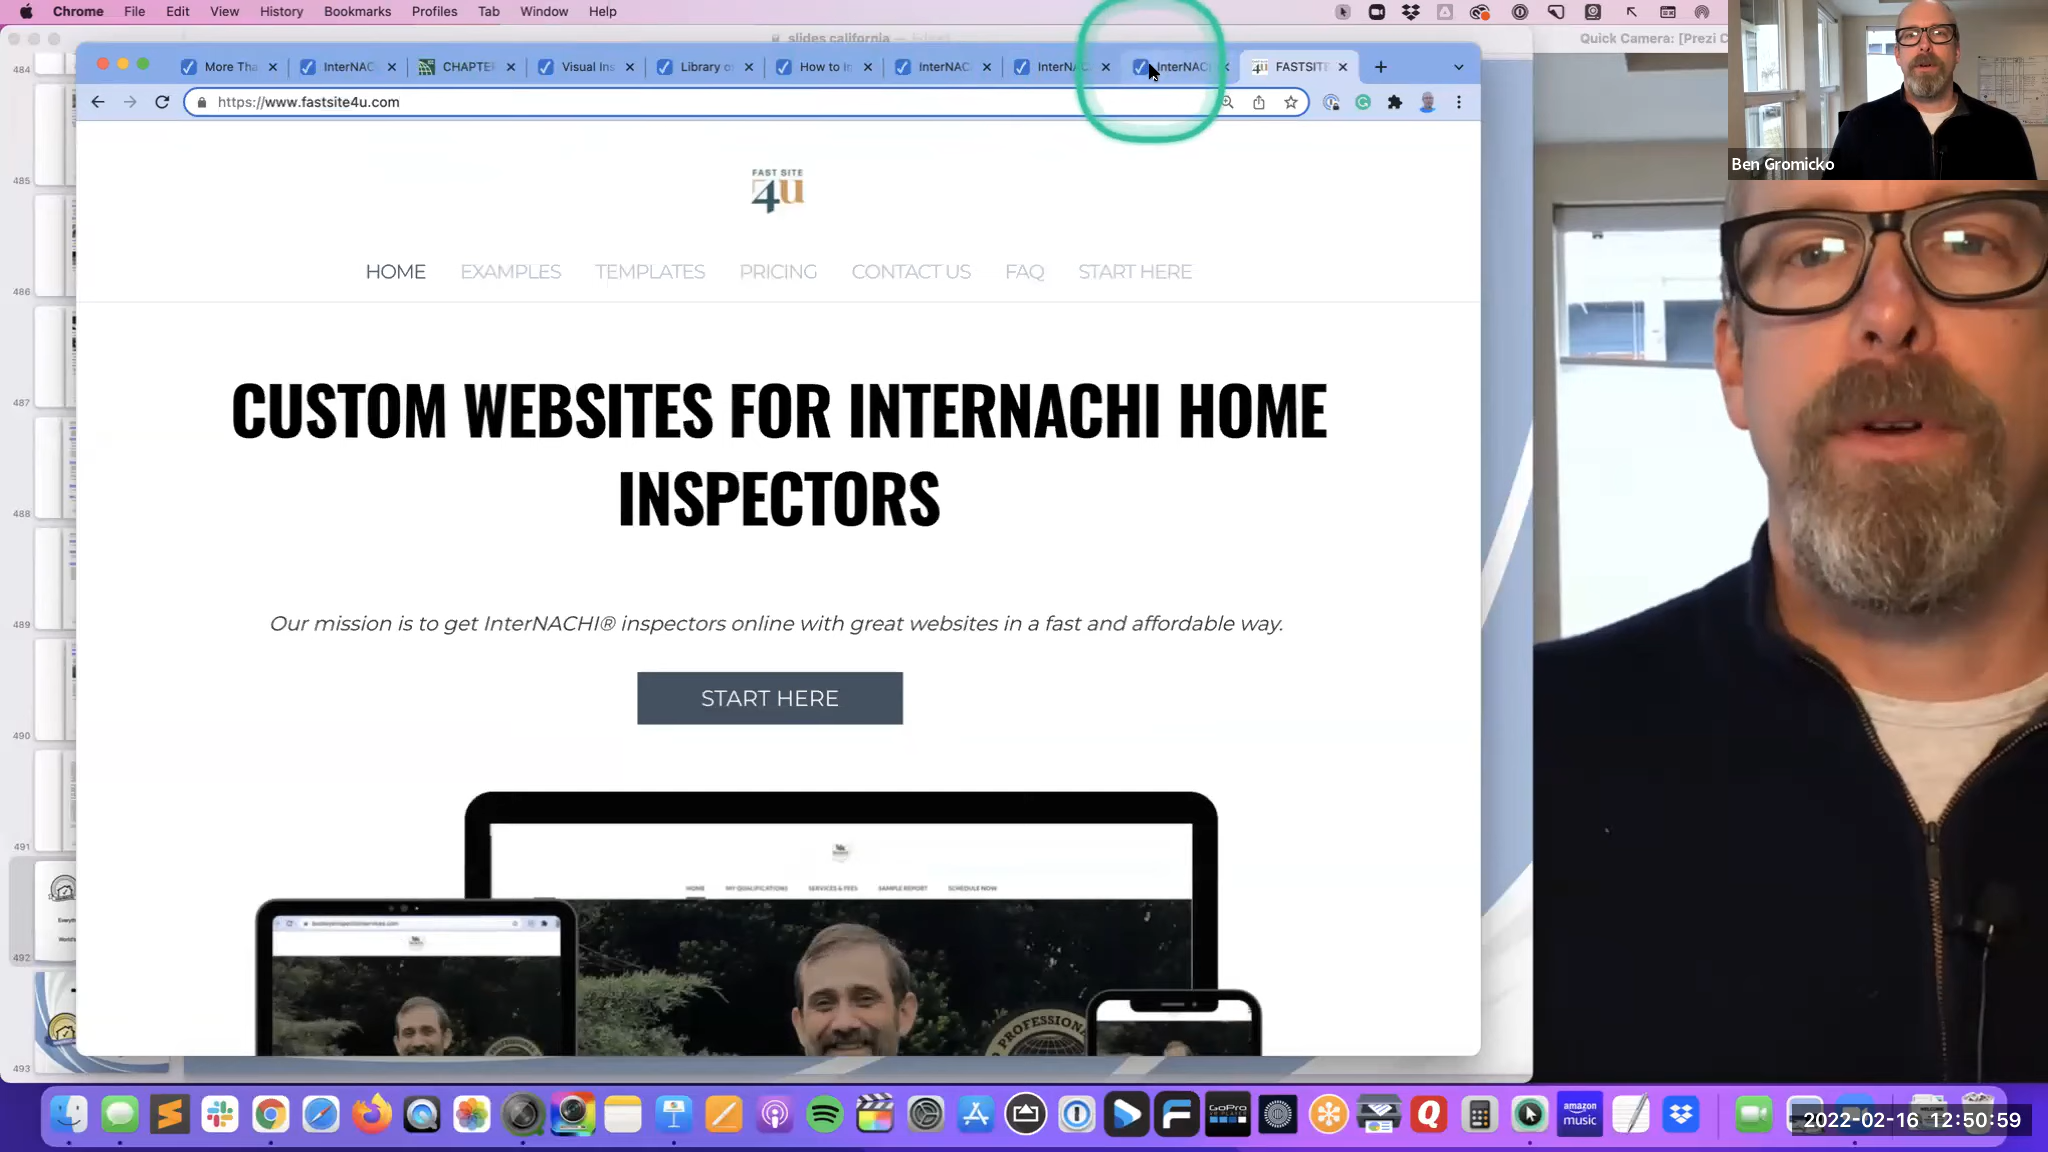 Chrome File Edit View History Bookmarks Profiles Tab Window Help
slides california
Quick Camera: [Prezi C
More Tha InterNAC CHAPTER Visual Ins Library o How to In InterNAC InterNAC InterNACH FASTSITE
https://www.fastsite4u.com
Ben Gromicko
FAST SITE
4U
HOME EXAMPLES TEMPLATES PRICING CONTACT US FAQ START HERE
CUSTOM WEBSITES FOR INTERNACHI HOME
INSPECTORS
Our mission is to get InterNACHI® inspectors online with great websites in a fast and affordable way.
START HERE
HOME MY QUALIFICATIONS SERVICES & FEES SAMPLE REPORT SCHEDULE NOW
PROFESSIONA
484
485
486
487
488
489
490
491
492
493
GoPro
amazon
music
2022-02-16 12:50:59